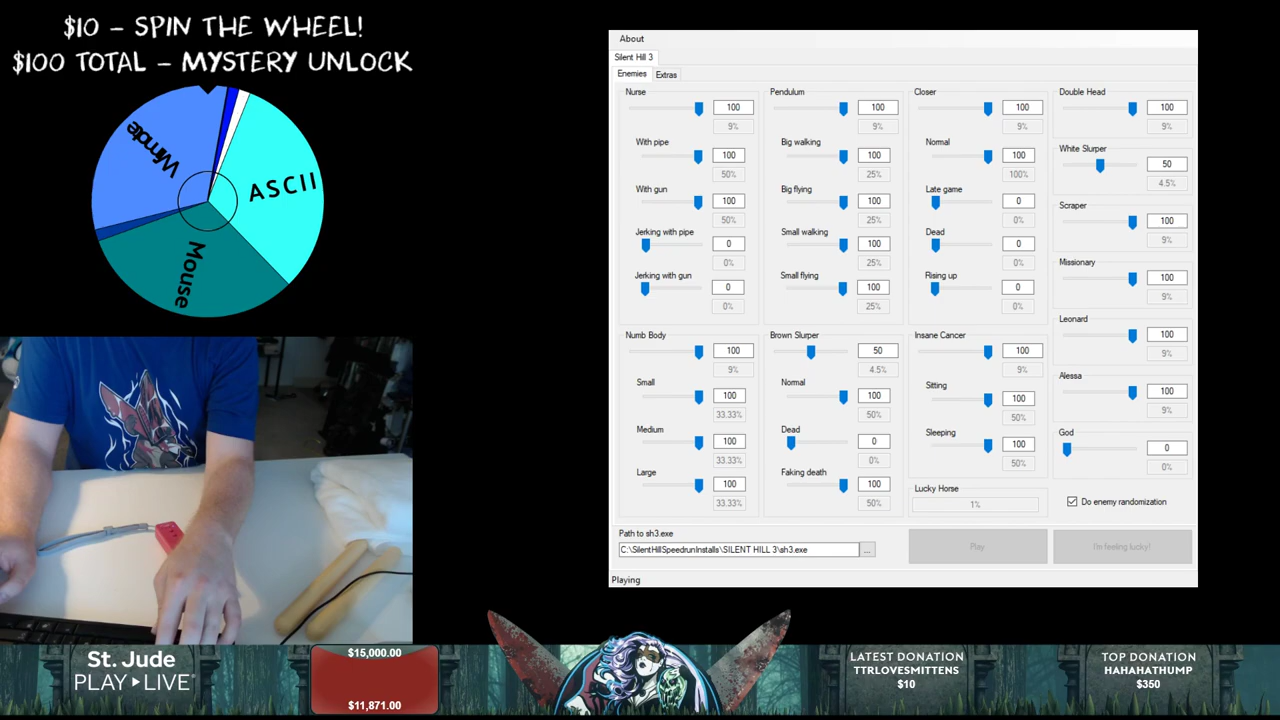 $10 – SPIN THE WHEEL!
$100 TOTAL – MYSTERY UNLOCK
ASCII
Mouse
About
Silent Hill 3
Enemies Extras
Nurse 100
9%
With pipe 100
50%
With gun 100
50%
Jerking with pipe 0
0%
Jerking with gun 0
0%
Pendulum 100
9%
Big walking 100
25%
Big flying 100
25%
Small walking 100
25%
Small flying 100
25%
Closer 100
9%
Normal 100
100%
Late game 0
0%
Dead 0
0%
Rising up 0
0%
Double Head 100
9%
White Slurper 50
4.5%
Scraper 100
9%
Missionary 100
9%
Leonard 100
9%
Alessa 100
9%
God 0
0%
Numb Body 100
9%
Small 100
33.33%
Medium 100
33.33%
Large 100
33.33%
Brown Slurper 50
4.5%
Normal 100
50%
Dead 0
0%
Faking death 100
50%
Insane Cancer 100
9%
Sitting 100
50%
Sleeping 100
50%
Lucky Horse
1%
Do enemy randomization
Path to sh3.exe
C:\SilentHillSpeedrunInstalls\SILENT HILL 3\sh3.exe ...
Play
I'm feeling lucky!
Playing
St. Jude
PLAY LIVE
$15,000.00
$11,871.00
LATEST DONATION
TTRLOVESMITTENS
$10
TOP DONATION
HAHAHATHUMP
$350